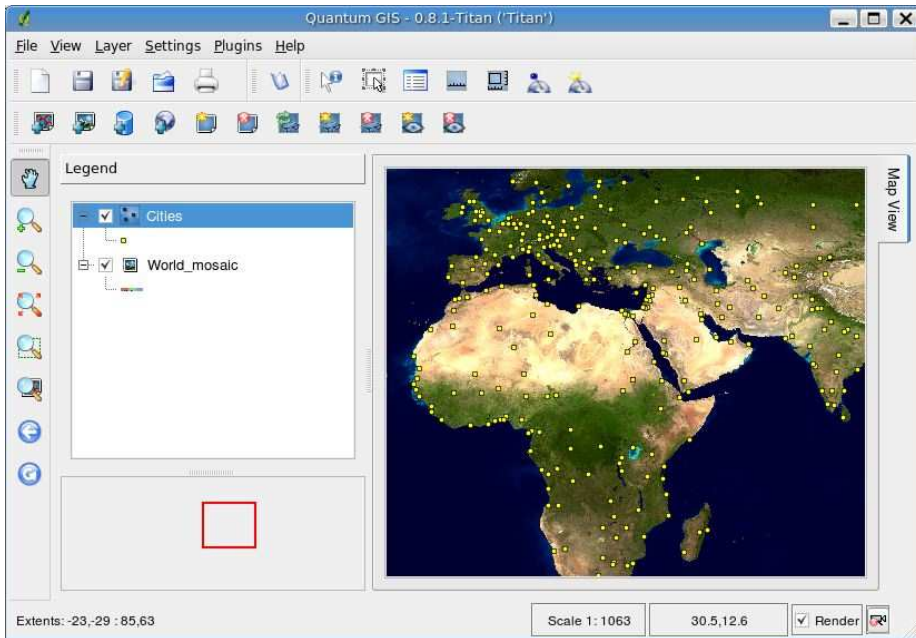 Quantum GIS - 0.8.1-Titan ('Titan')
File View Layer Settings Plugins Help
Legend
Cities
World_mosaic
Map View
Extents: -23,-29 : 85,63
Scale 1: 1063
30.5,12.6
Render